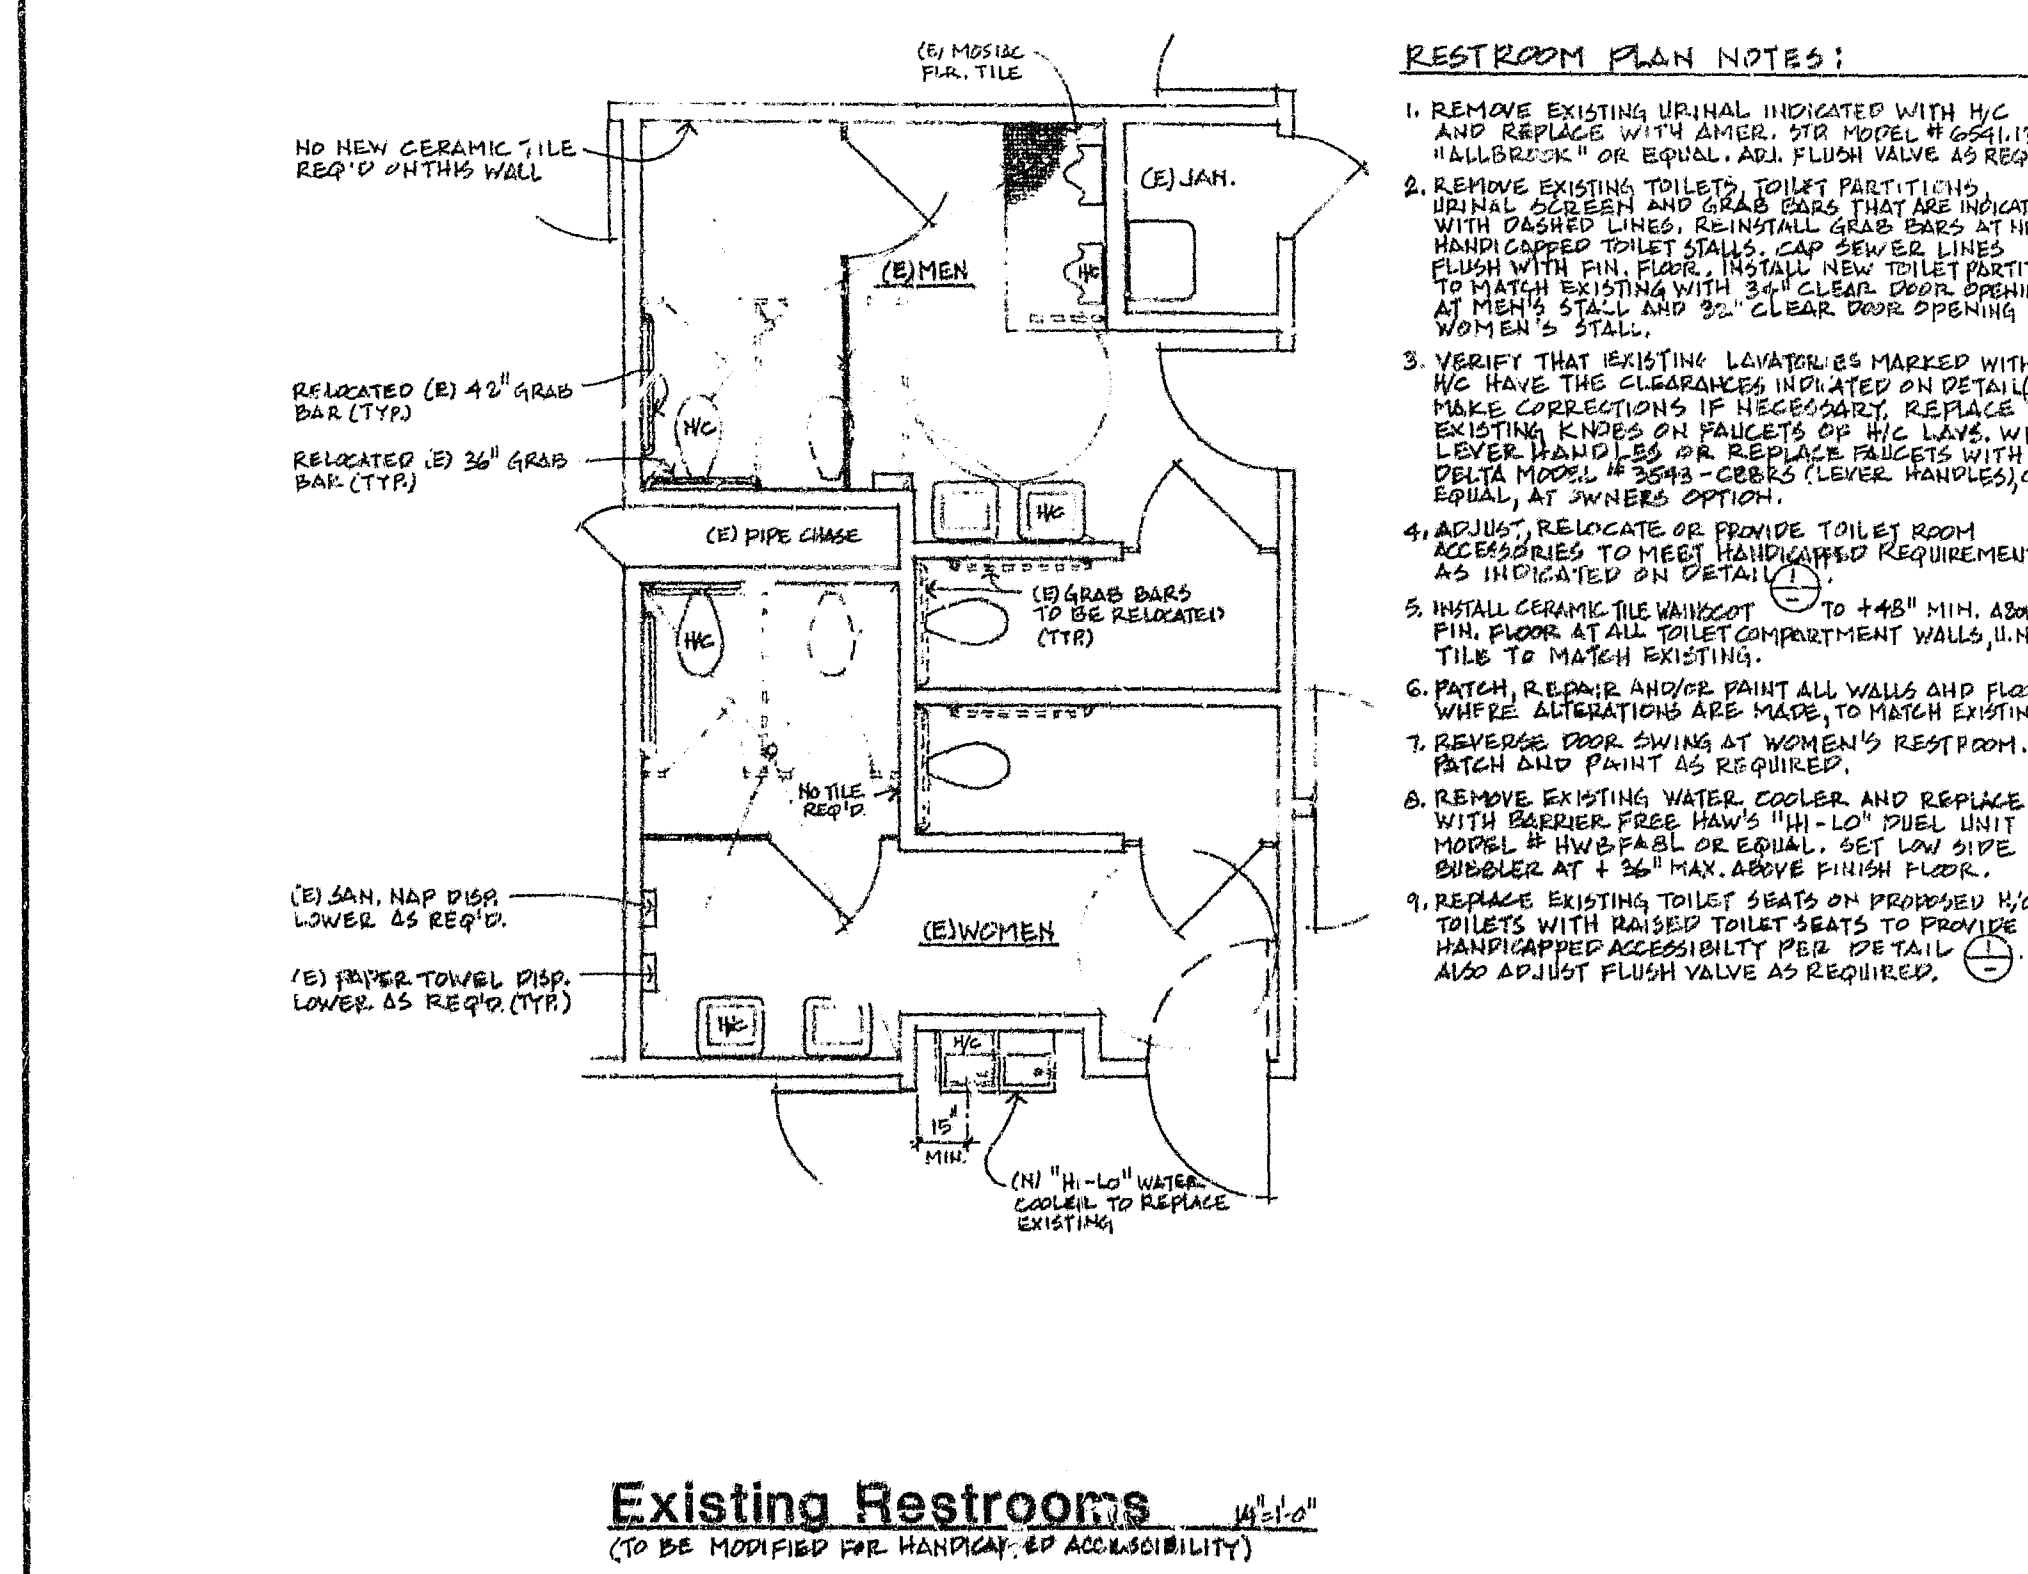 (E) MOSIAC
FLR. TILE
NO NEW CERAMIC TILE
REQ'D ON THIS WALL
(E) JAN.
(E) MEN
H/C
RELOCATED (E) 42" GRAB
BAR (TYP.)
H/C
RELOCATED (E) 36" GRAB
BAR (TYP.)
H/C
(E) PIPE CHASE
(E) GRAB BARS
TO BE RELOCATED
(TYP.)
H/C
NO TILE
REQ'D.
(E) SAN. NAP DISP.
LOWER AS REQ'D.
(E) WOMEN
(E) PAPER TOWEL DISP.
LOWER AS REQ'D. (TYP.)
H/C
H/C
15"
MIN.
(N) "HI-LO" WATER
COOLER TO REPLACE
EXISTING
Existing Restrooms
1/4"=1'-0"
(TO BE MODIFIED FOR HANDICAPPED ACCESSIBILITY)
RESTROOM PLAN NOTES:
1. REMOVE EXISTING URINAL INDICATED WITH H/C
AND REPLACE WITH AMER. STD. MODEL # 6541.13
"ALLBROOK" OR EQUAL. ADJ. FLUSH VALVE AS REQ
2. REMOVE EXISTING TOILETS, TOILET PARTITIONS,
URINAL SCREEN AND GRAB BARS THAT ARE INDICAT
WITH DASHED LINES. REINSTALL GRAB BARS AT N
HANDICAPPED TOILET STALLS. CAP SEWER LINES
FLUSH WITH FIN. FLOOR. INSTALL NEW TOILET PARTIT
TO MATCH EXISTING WITH 34" CLEAR DOOR OPENI
AT MEN'S STALL AND 32" CLEAR DOOR OPENING
WOMEN'S STALL.
3. VERIFY THAT EXISTING LAVATORIES MARKED WITH
H/C HAVE THE CLEARANCES INDICATED ON DETAIL
MAKE CORRECTIONS IF NECESSARY. REPLACE
EXISTING KNOBS ON FAUCETS OF H/C LAVS. WI
LEVER HANDLES OR REPLACE FAUCETS WITH
DELTA MODEL # 3543-CBBRS (LEVER HANDLES), O
EQUAL, AT OWNERS OPTION.
4. ADJUST, RELOCATE OR PROVIDE TOILET ROOM
ACCESSORIES TO MEET HANDICAPPED REQUIREMEN
AS INDICATED ON DETAIL 1/-.
5. INSTALL CERAMIC TILE WAINSCOT TO +48" MIN. ABO
FIN. FLOOR AT ALL TOILET COMPARTMENT WALLS, U.N
TILE TO MATCH EXISTING.
6. PATCH, REPAIR AND/OR PAINT ALL WALLS AND FLOO
WHERE ALTERATIONS ARE MADE, TO MATCH EXISTIN
7. REVERSE DOOR SWING AT WOMEN'S RESTROOM.
PATCH AND PAINT AS REQUIRED.
8. REMOVE EXISTING WATER COOLER AND REPLACE
WITH BARRIER FREE HAW'S "HI-LO" DUEL UNIT
MODEL # HWBFA8L OR EQUAL. SET LOW SIDE
BUBBLER AT + 36" MAX. ABOVE FINISH FLOOR.
9. REPLACE EXISTING TOILET SEATS ON PROPOSED H/C
TOILETS WITH RAISED TOILET SEATS TO PROVIDE
HANDICAPPED ACCESSIBILTY PER DETAIL 1/-.
ALSO ADJUST FLUSH VALVE AS REQUIRED.